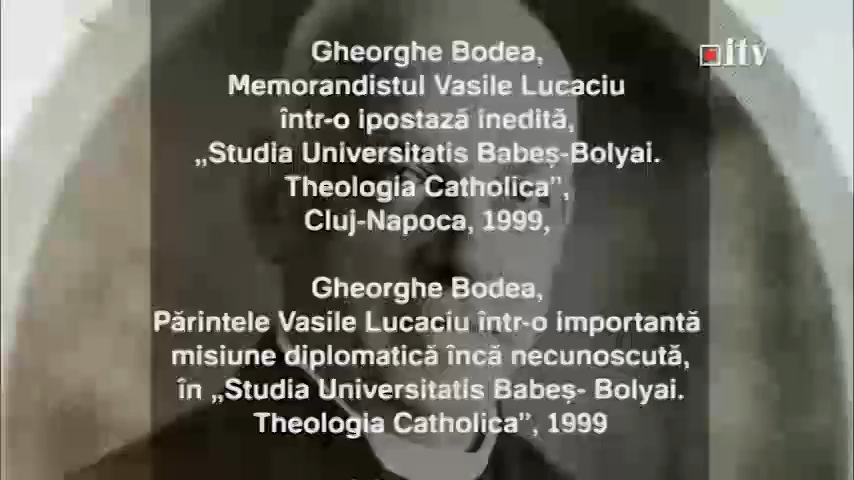 Gheorghe Bodea,
Memorandistul Vasile Lucaciu
într-o ipostază inedită,
„Studia Universitatis Babeș-Bolyai.
Theologia Catholica”,
Cluj-Napoca, 1999,
Gheorghe Bodea,
Părintele Vasile Lucaciu într-o importantă
misiune diplomatică încă necunoscută,
în „Studia Universitatis Babeș- Bolyai.
Theologia Catholica”, 1999
itv